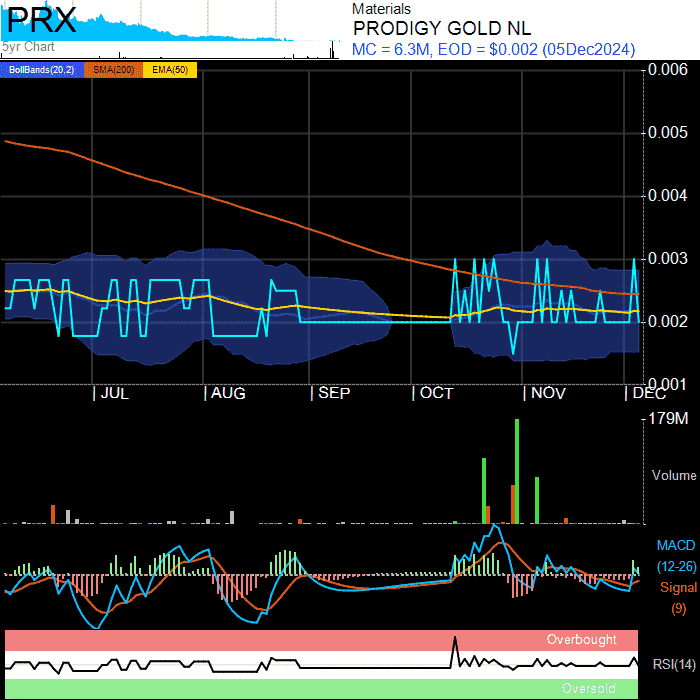 PRX
5yr Chart
Materials
PRODIGY GOLD NL
MC = 6.3M, EOD = $0.002 (05Dec2024)
BollBands(20,2) SMA(200) EMA(50)
0.006
0.005
0.004
0.003
0.002
0.001
JUL AUG SEP OCT NOV DEC
179M
Volume
MACD
(12-26)
Signal
(9)
Overbought
RSI(14)
Oversold